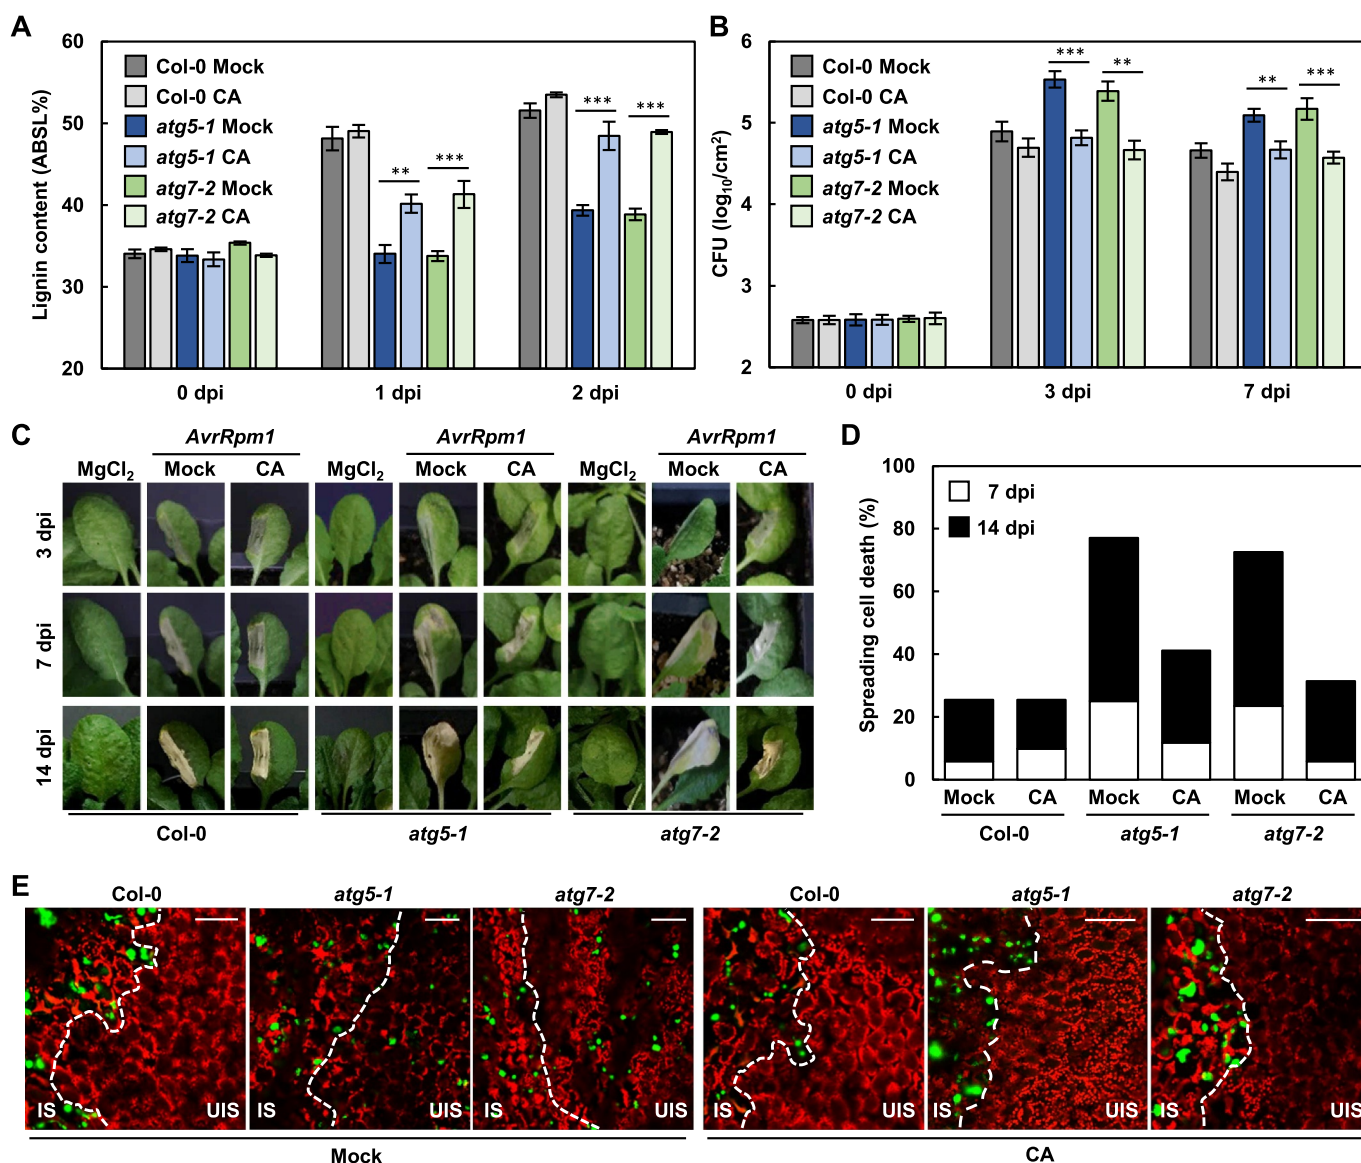 A
60
50
40
30
20
Lignin content (ABSL%)
Col-0 Mock
Col-0 CA
atg5-1 Mock
atg5-1 CA
atg7-2 Mock
atg7-2 CA
**
***
***
***
0 dpi
1 dpi
2 dpi
B
6
5
4
3
2
CFU (log10/cm2)
Col-0 Mock
Col-0 CA
atg5-1 Mock
atg5-1 CA
atg7-2 Mock
atg7-2 CA
***
**
**
***
0 dpi
3 dpi
7 dpi
C
AvrRpm1
AvrRpm1
AvrRpm1
MgCl2 Mock CA MgCl2 Mock CA MgCl2 Mock CA
3 dpi
7 dpi
14 dpi
Col-0
atg5-1
atg7-2
D
100
80
60
40
20
0
Spreading cell death (%)
7 dpi
14 dpi
Mock CA Mock CA Mock CA
Col-0
atg5-1
atg7-2
E
Col-0 atg5-1 atg7-2 Col-0 atg5-1 atg7-2
IS UIS IS UIS IS UIS IS UIS IS UIS IS UIS
Mock
CA